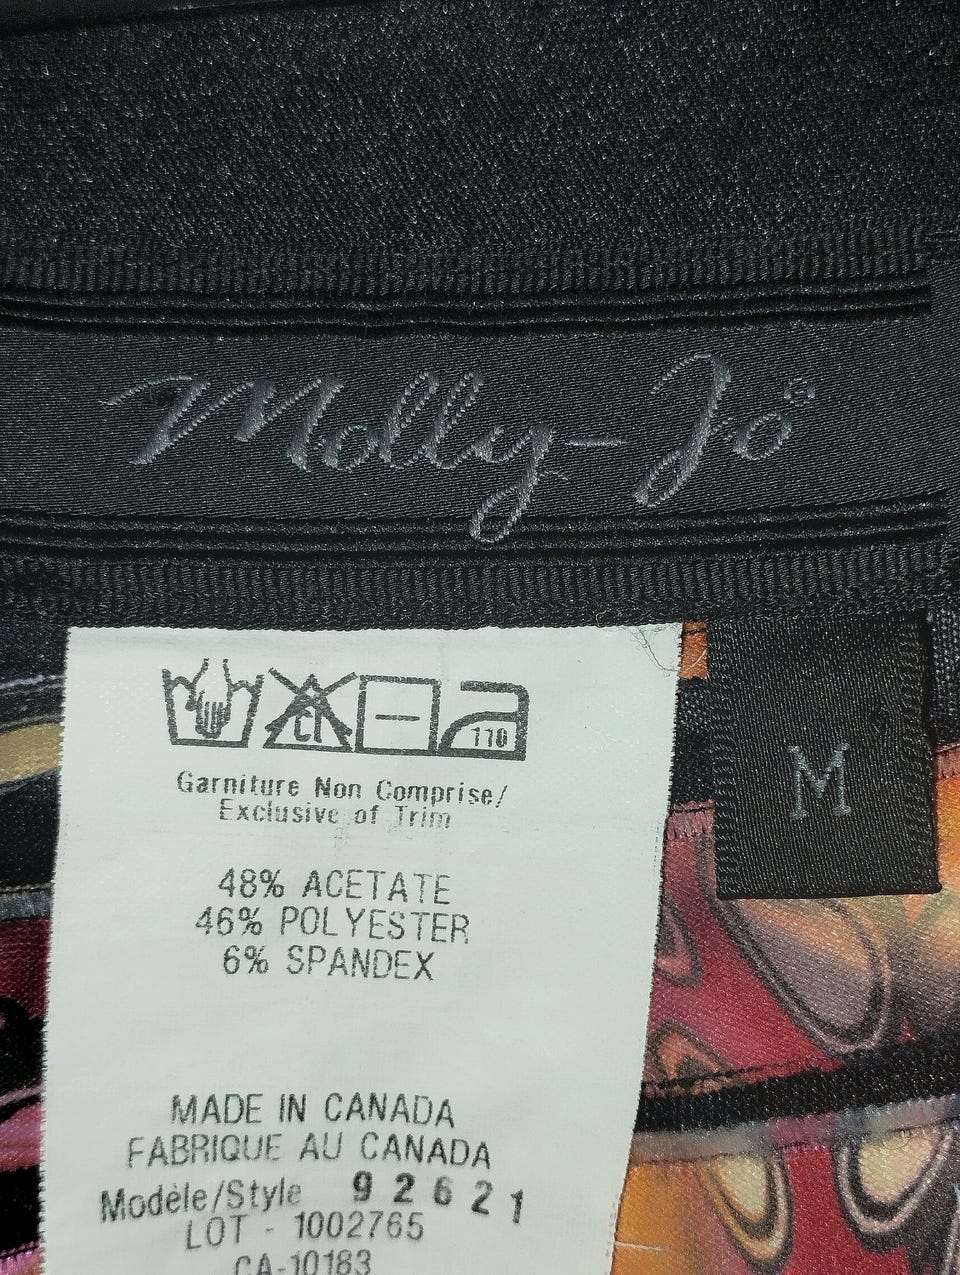 Molly-Jo®
M
Cl
110
Garniture Non Comprise/
Exclusive of Trim
48% ACETATE
46% POLYESTER
6% SPANDEX
MADE IN CANADA
FABRIQUE AU CANADA
Modèle/Style 92621
LOT - 1002765
CA-10183